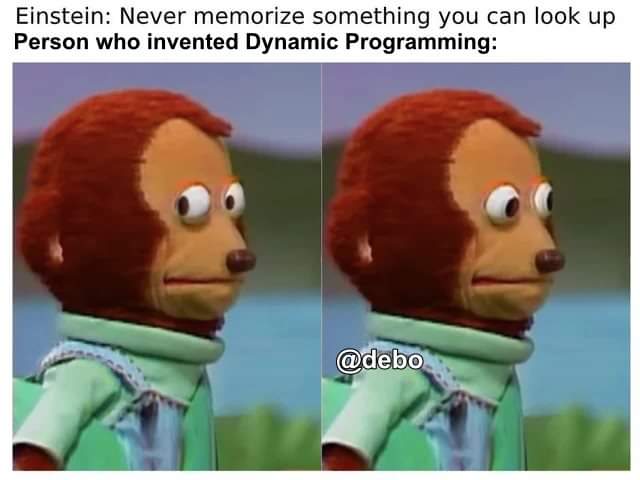 Einstein: Never memorize something you can look up
Person who invented Dynamic Programming:
@debo